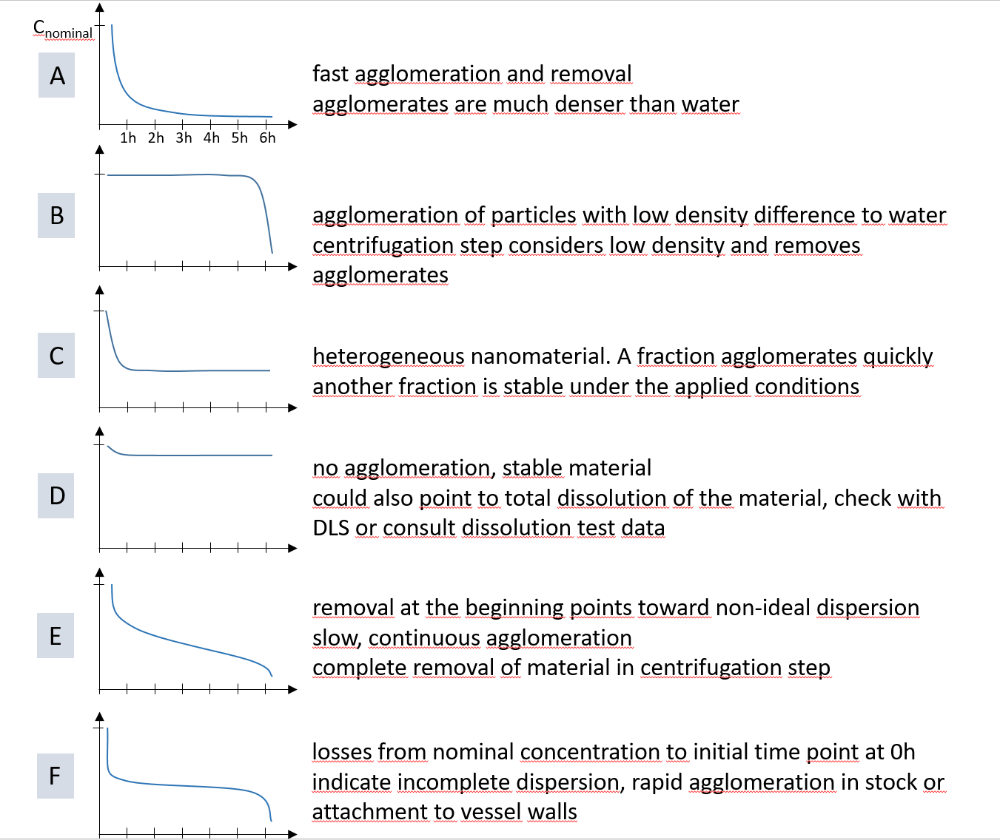 Cnominal
A
fast agglomeration and removal
agglomerates are much denser than water
1h 2h 3h 4h 5h 6h
B
agglomeration of particles with low density difference to water
centrifugation step considers low density and removes
agglomerates
C
heterogeneous nanomaterial. A fraction agglomerates quickly
another fraction is stable under the applied conditions
D
no agglomeration, stable material
could also point to total dissolution of the material, check with
DLS or consult dissolution test data
E
removal at the beginning points toward non-ideal dispersion
slow, continuous agglomeration
complete removal of material in centrifugation step
F
losses from nominal concentration to initial time point at 0h
indicate incomplete dispersion, rapid agglomeration in stock or
attachment to vessel walls